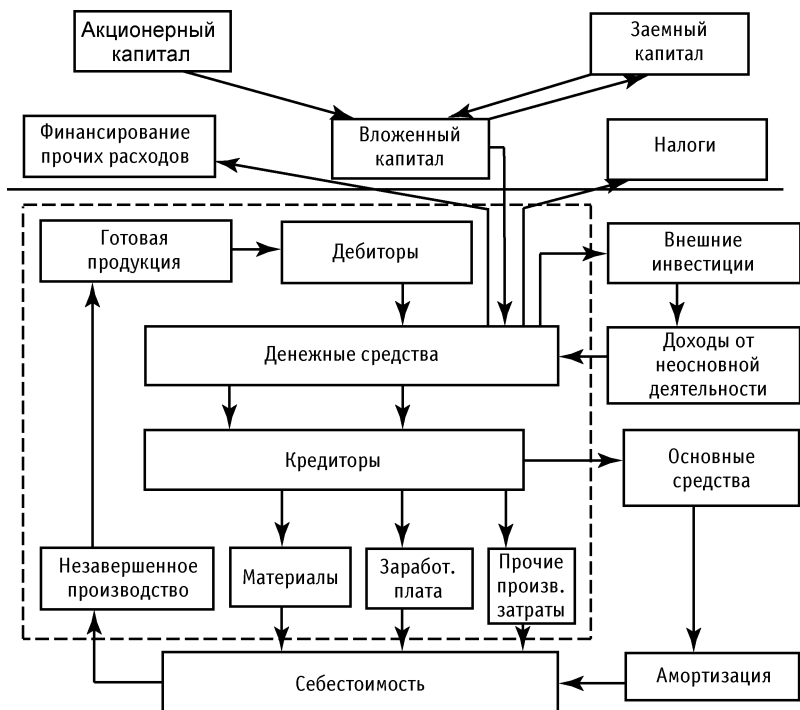 Акционерный
капитал
Заемный
капитал
Финансирование
прочих расходов
Вложенный
капитал
Налоги
Готовая
продукция
Дебиторы
Внешние
инвестиции
Денежные средства
Доходы от
неосновной
деятельности
Кредиторы
Основные
средства
Незавершенное
производство
Материалы
Заработ.
плата
Прочие
произв.
затраты
Себестоимость
Амортизация